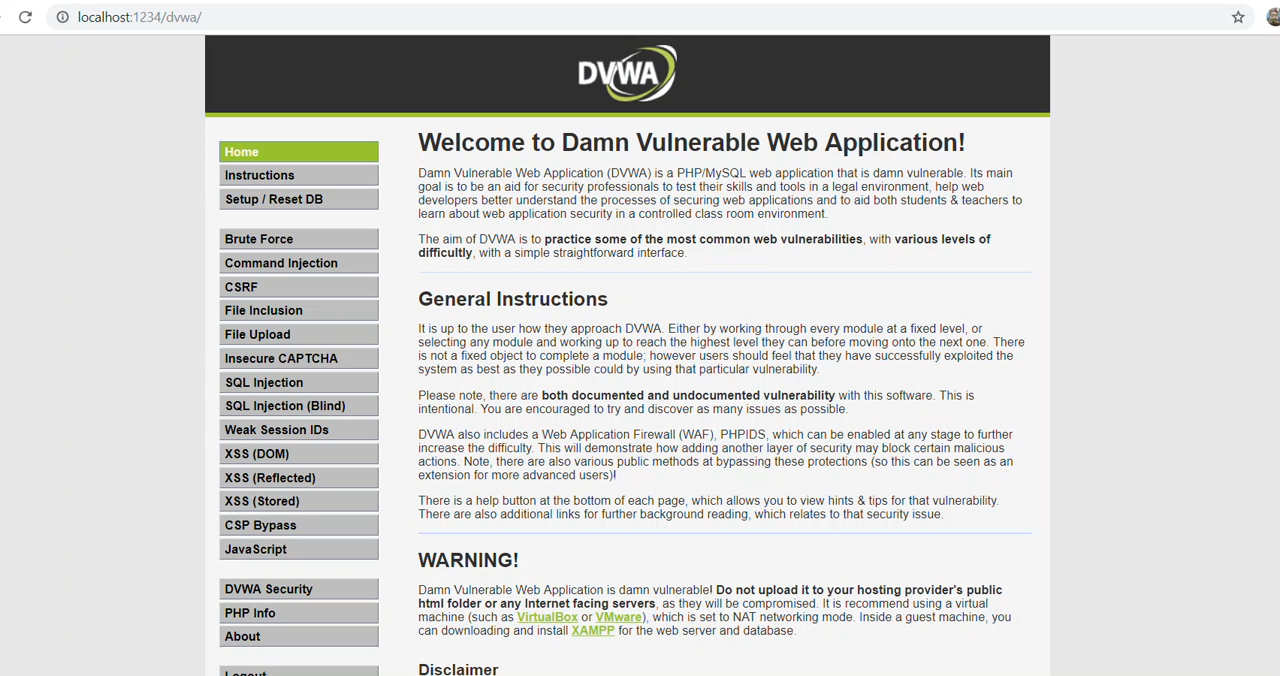 localhost:1234/dvwa/
DVWA
Home
Instructions
Setup / Reset DB
Brute Force
Command Injection
CSRF
File Inclusion
File Upload
Insecure CAPTCHA
SQL Injection
SQL Injection (Blind)
Weak Session IDs
XSS (DOM)
XSS (Reflected)
XSS (Stored)
CSP Bypass
JavaScript
DVWA Security
PHP Info
About
Logout
Welcome to Damn Vulnerable Web Application!
Damn Vulnerable Web Application (DVWA) is a PHP/MySQL web application that is damn vulnerable. Its main
goal is to be an aid for security professionals to test their skills and tools in a legal environment, help web
developers better understand the processes of securing web applications and to aid both students & teachers to
learn about web application security in a controlled class room environment.
The aim of DVWA is to practice some of the most common web vulnerabilities, with various levels of
difficultly, with a simple straightforward interface.
General Instructions
It is up to the user how they approach DVWA. Either by working through every module at a fixed level, or
selecting any module and working up to reach the highest level they can before moving onto the next one. There
is not a fixed object to complete a module; however users should feel that they have successfully exploited the
system as best as they possible could by using that particular vulnerability.
Please note, there are both documented and undocumented vulnerability with this software. This is
intentional. You are encouraged to try and discover as many issues as possible.
DVWA also includes a Web Application Firewall (WAF), PHPIDS, which can be enabled at any stage to further
increase the difficulty. This will demonstrate how adding another layer of security may block certain malicious
actions. Note, there are also various public methods at bypassing these protections (so this can be seen as an
extension for more advanced users)!
There is a help button at the bottom of each page, which allows you to view hints & tips for that vulnerability.
There are also additional links for further background reading, which relates to that security issue.
WARNING!
Damn Vulnerable Web Application is damn vulnerable! Do not upload it to your hosting provider's public
html folder or any Internet facing servers, as they will be compromised. It is recommend using a virtual
machine (such as VirtualBox or VMware), which is set to NAT networking mode. Inside a guest machine, you
can downloading and install XAMPP for the web server and database.
Disclaimer